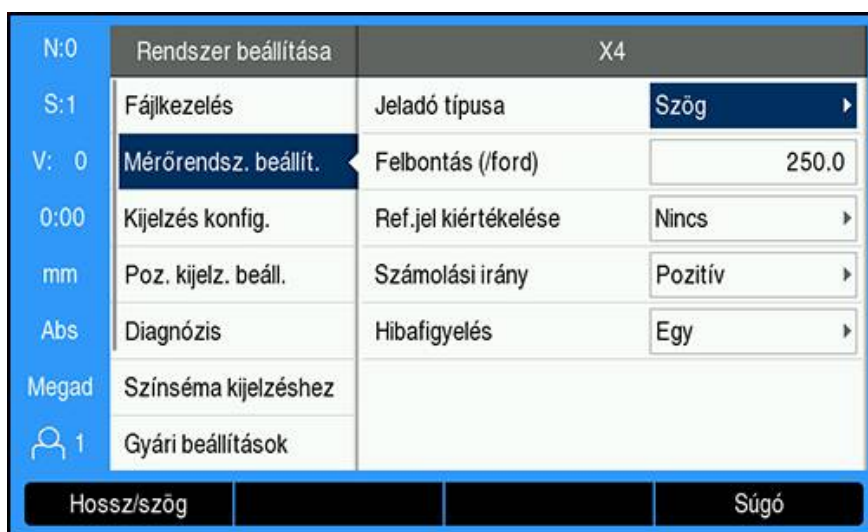 N:0 Rendszer beállítása X4
S:1 Fájlkezelés Jeladó típusa Szög
V: 0 Mérőrendsz. beállít. Felbontás (/ford) 250.0
0:00 Kijelzés konfig. Ref.jel kiértékelése Nincs
mm Poz. kijelz. beáll. Számolási irány Pozitív
Abs Diagnózis Hibafigyelés Egy
Megad Színséma kijelzéshez
1 Gyári beállítások
Hossz/szög Súgó